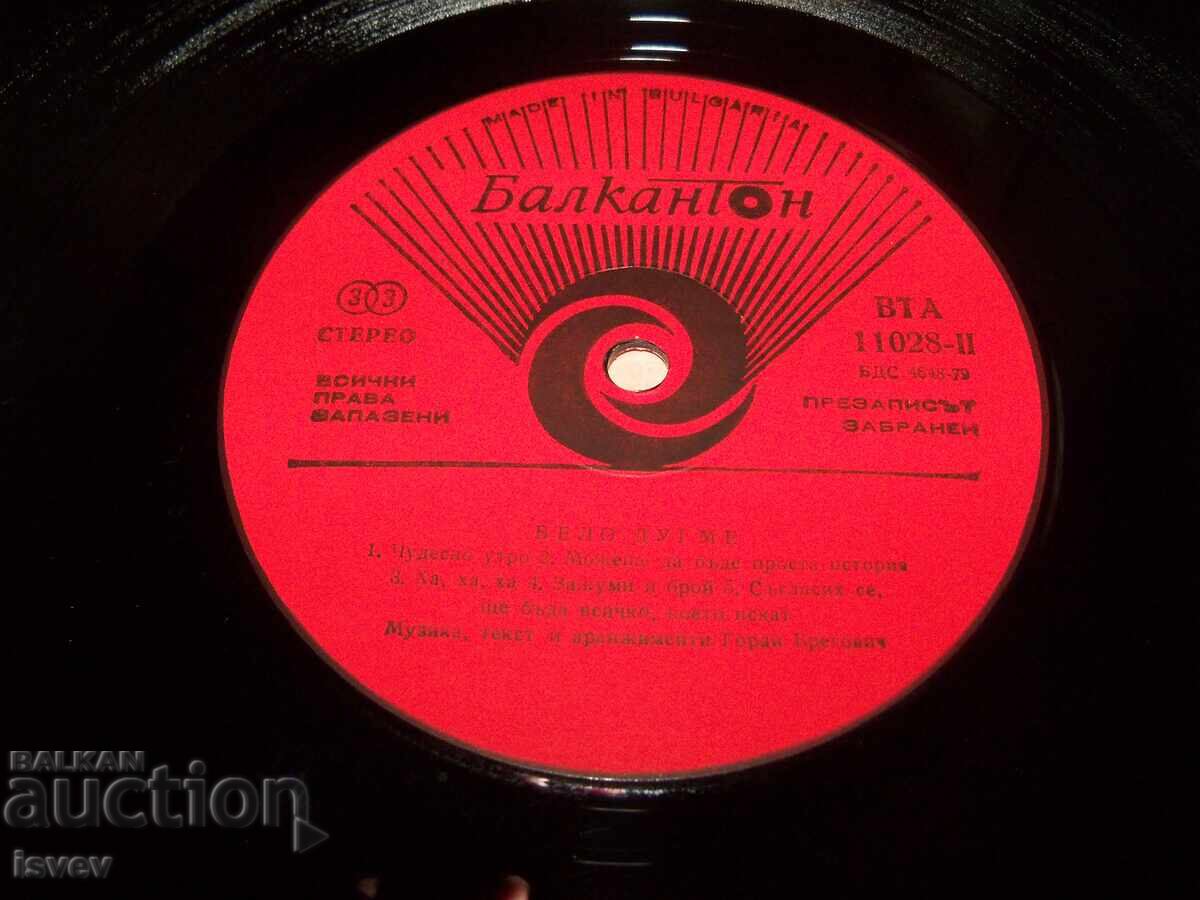 MADE IN BULGARIA
Балкантон
33
СТЕРЕО
ВСИЧКИ
ПРАВА
ЗАПАЗЕНИ
ВТА
11028-II
БДС 4648-79
ПРЕЗАПИСЪТ
ЗАБРАНЕН
БЕЛО ДУГМЕ
1. Чудесно утро 2. Можеше да бъде проста история
3. Ха, ха, ха 4. Зажуми и брой 5. Съгласих се,
ще бъда всичко, което искат
Музика, текст и аранжименти Горан Брегович
BALKAN
auction
isvev